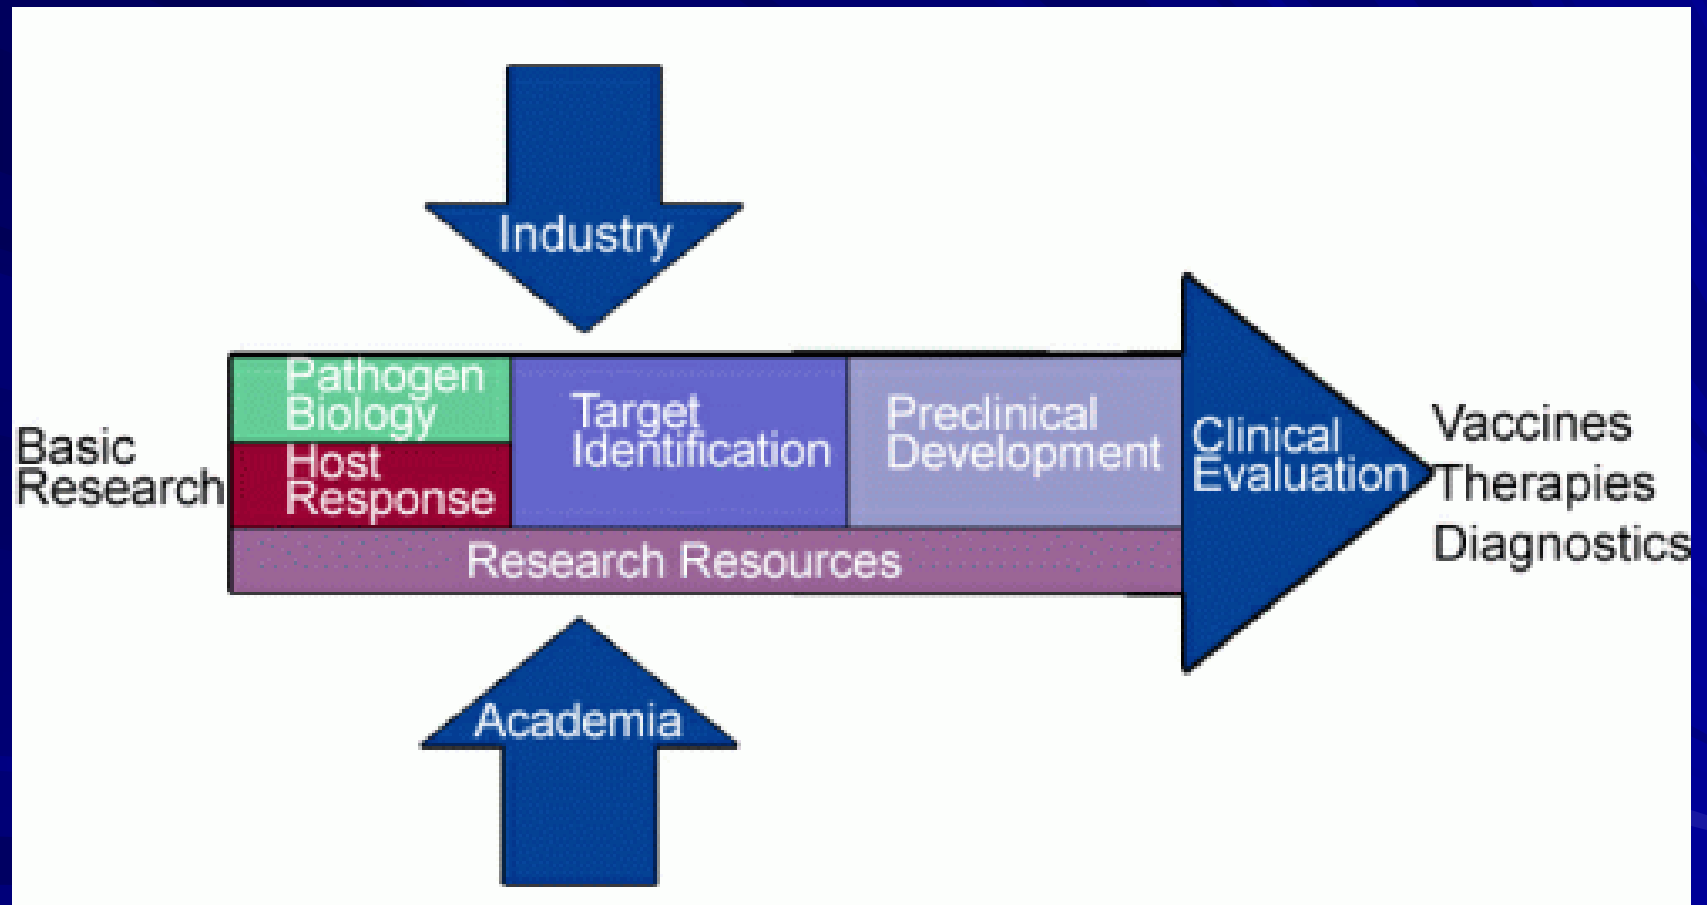 Industry
Basic
Research
Pathogen
Biology
Host
Response
Target
Identification
Preclinical
Development
Clinical
Evaluation
Vaccines
Therapies
Diagnostics
Research Resources
Academia